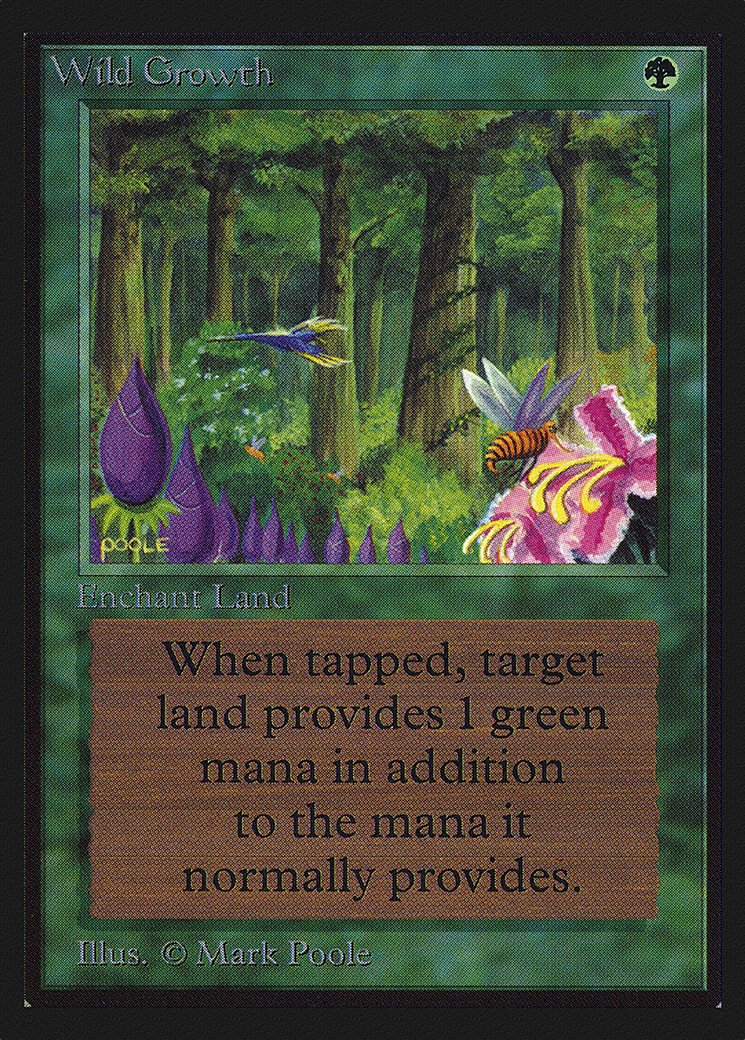 Wild Growth
POOLE
Enchant Land
When tapped, target
land provides 1 green
mana in addition
to the mana it
normally provides.
Illus. © Mark Poole